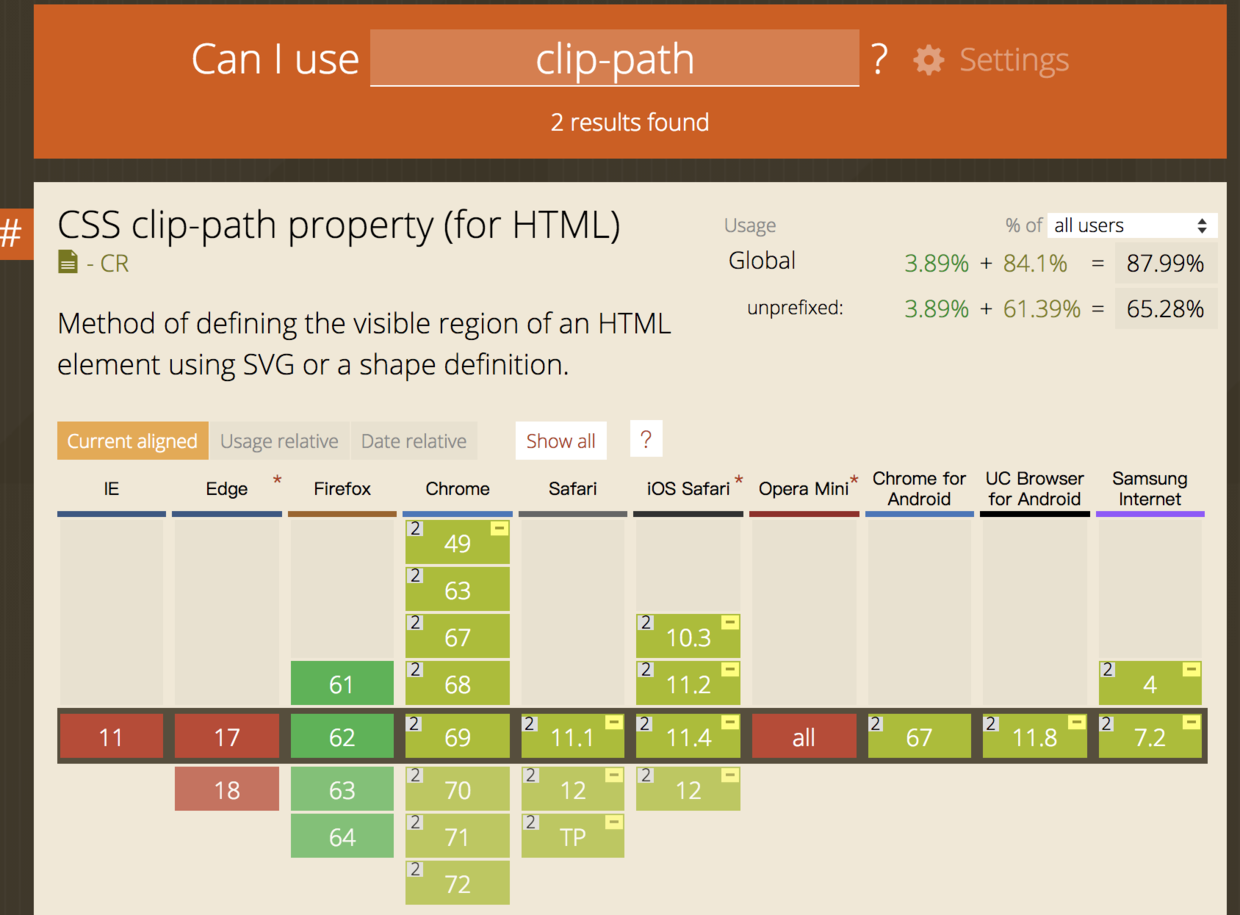 Can I use clip-path ? Settings
2 results found
#
CSS clip-path property (for HTML)
- CR
Method of defining the visible region of an HTML
element using SVG or a shape definition.
Usage % of all users
Global 3.89% + 84.1% = 87.99%
unprefixed: 3.89% + 61.39% = 65.28%
Current aligned Usage relative Date relative Show all ?
IE Edge * Firefox Chrome Safari iOS Safari * Opera Mini * Chrome for Android UC Browser for Android Samsung Internet
2 49 -
2 63
2 67 2 10.3 -
61 2 68 2 11.2 - 2 4 -
11 17 62 2 69 2 11.1 - 2 11.4 - all 2 67 2 11.8 - 2 7.2 -
18 63 2 70 2 12 - 2 12 -
64 2 71 2 TP -
2 72